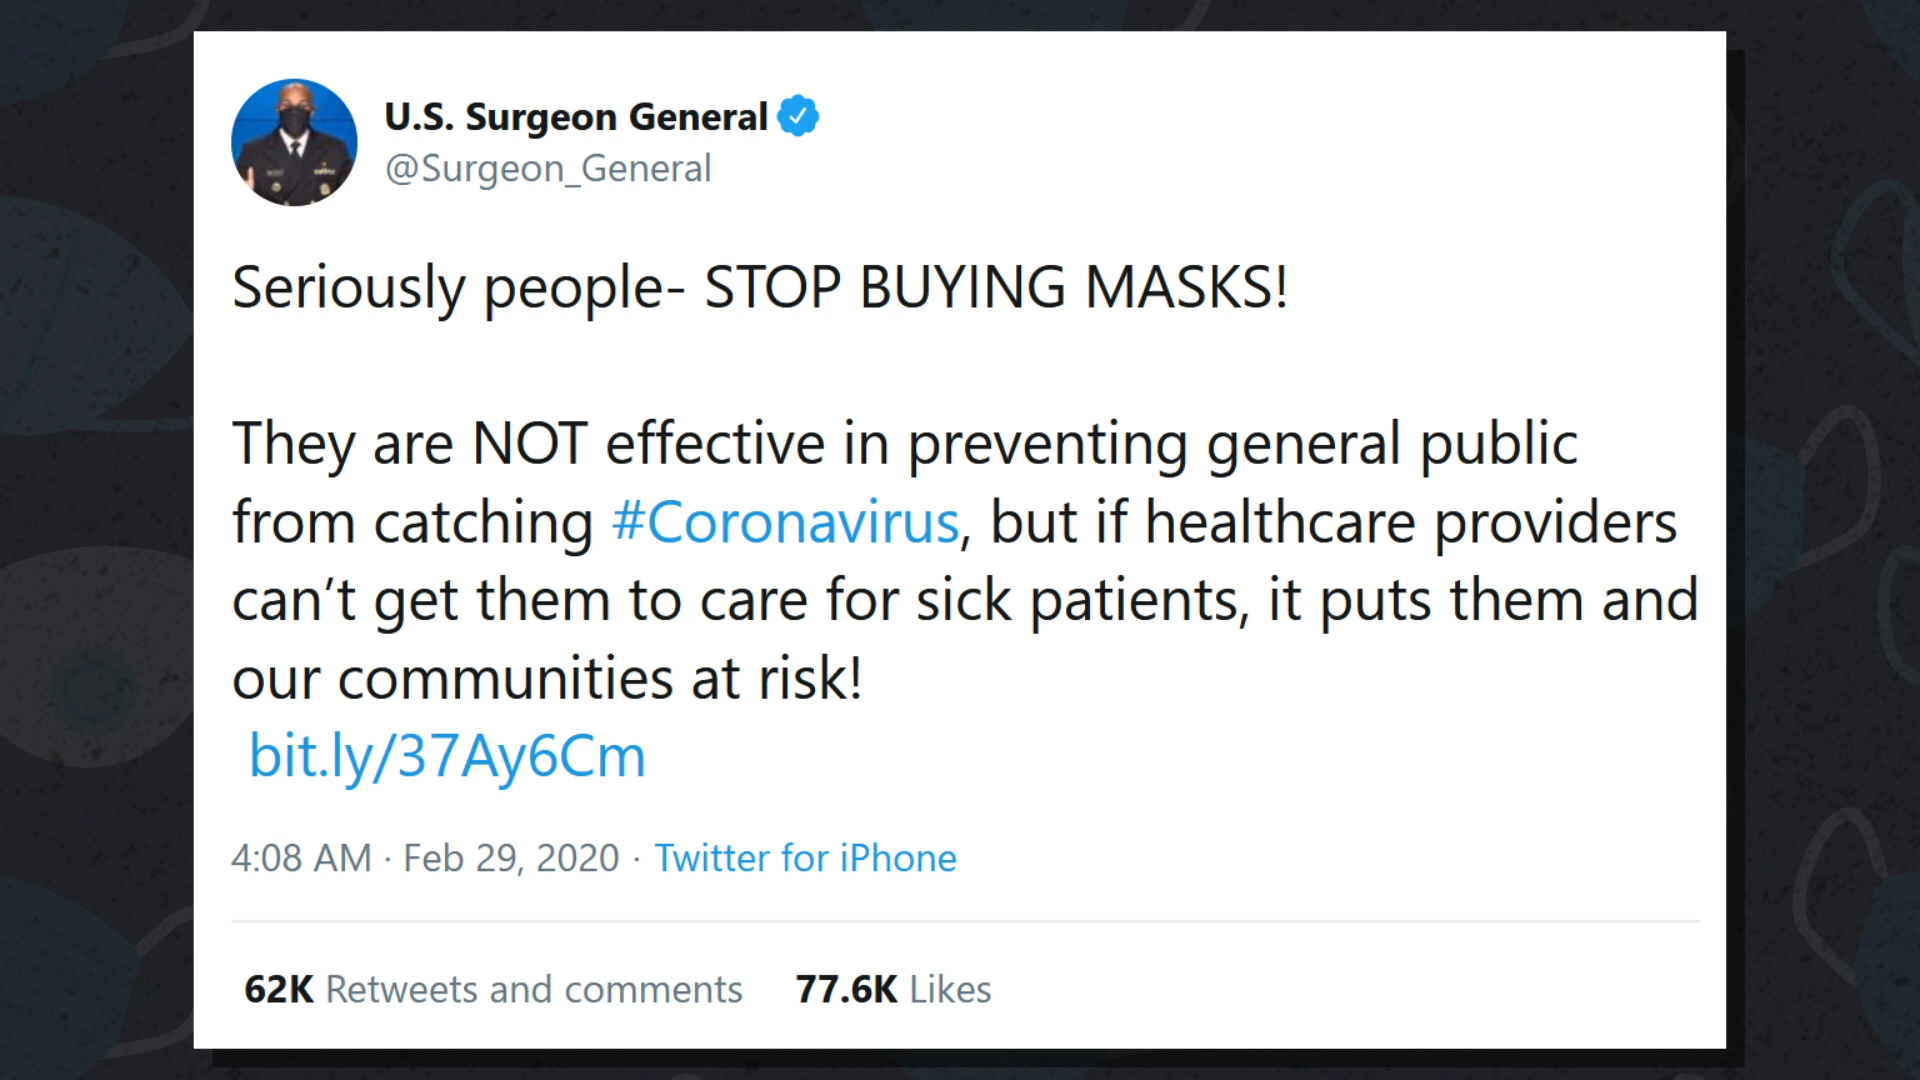 U.S. Surgeon General
@Surgeon_General
Seriously people- STOP BUYING MASKS!
They are NOT effective in preventing general public
from catching #Coronavirus, but if healthcare providers
can’t get them to care for sick patients, it puts them and
our communities at risk!
bit.ly/37Ay6Cm
4:08 AM · Feb 29, 2020 · Twitter for iPhone
62K Retweets and comments 77.6K Likes